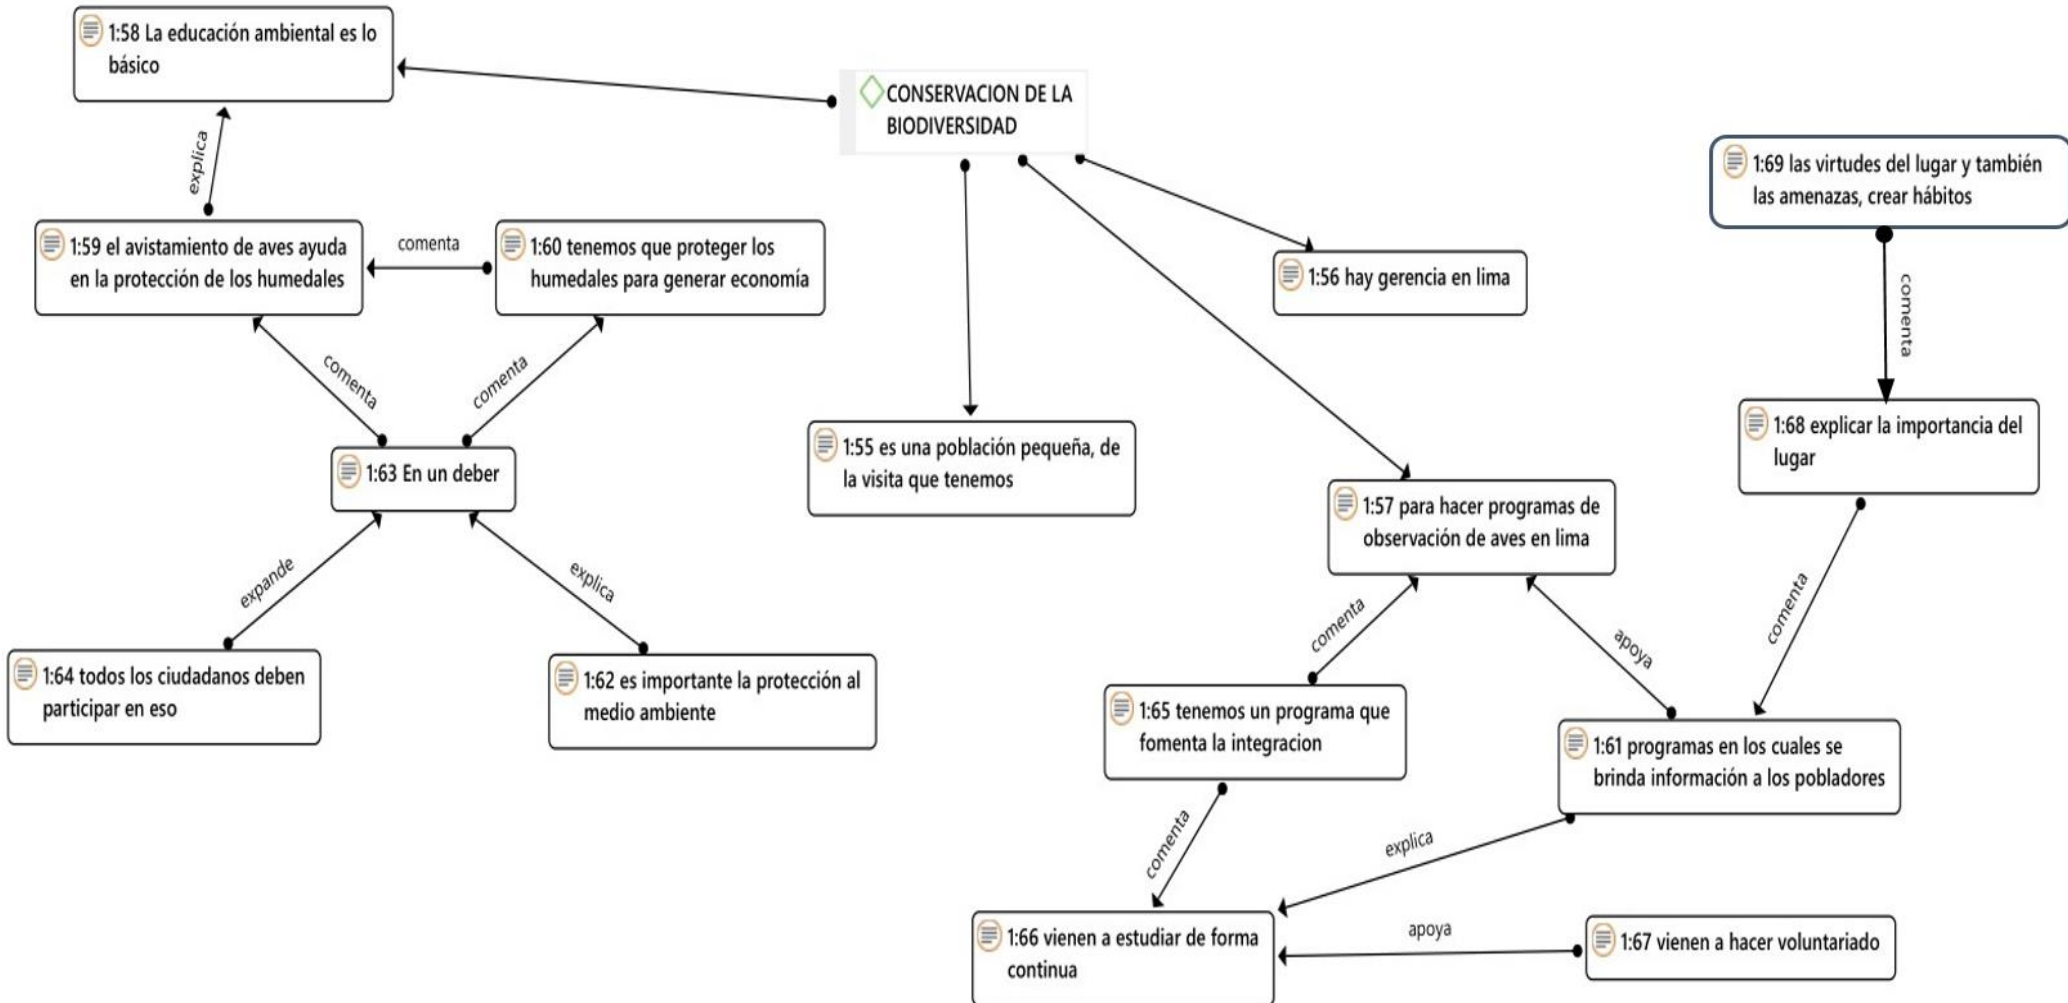 1:58 La educación ambiental es lo
básico
CONSERVACION DE LA
BIODIVERSIDAD
1:69 las virtudes del lugar y también
las amenazas, crear hábitos
explica
1:59 el avistamiento de aves ayuda
en la protección de los humedales
comenta
1:60 tenemos que proteger los
humedales para generar economía
1:56 hay gerencia en lima
comenta
comenta
comenta
1:63 En un deber
1:55 es una población pequeña, de
la visita que tenemos
1:68 explicar la importancia del
lugar
1:57 para hacer programas de
observación de aves en lima
expande
explica
comenta
apoya
comenta
1:64 todos los ciudadanos deben
participar en eso
1:62 es importante la protección al
medio ambiente
1:65 tenemos un programa que
fomenta la integracion
1:61 programas en los cuales se
brinda información a los pobladores
comenta
explica
1:66 vienen a estudiar de forma
continua
apoya
1:67 vienen a hacer voluntariado